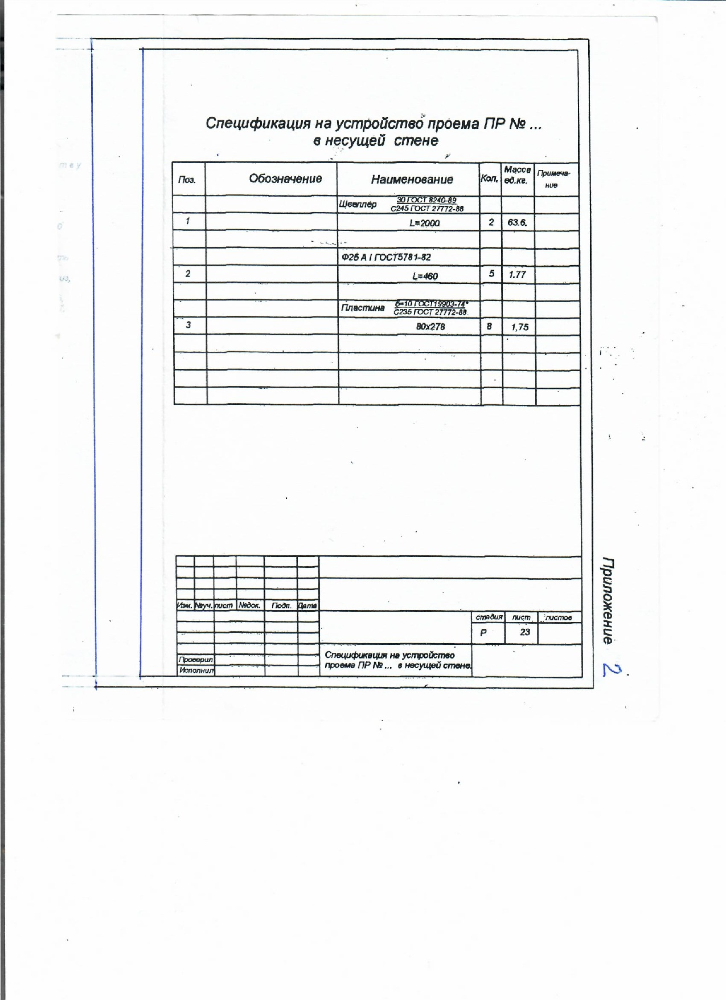 Спецификация на устройство проема ПР № ...
в несущей стене
Поз. Обозначение Наименование Кол. Масса ед.кг. Примеча-ние
Швеллер 30 ГОСТ 8240-89
С245 ГОСТ 27772-88
1 L=2000 2 63.6.
Ф25 А I ГОСТ5781-82
2 L=460 5 1.77
Пластина б=10 ГОСТ19903-74*
С235 ГОСТ 27772-88
3 80х278 8 1,75
Изм. №уч. лист №док. Подп. Дата
стадия лист листов
Р 23
Проверил
Исполнил
Спецификация на устройство
проема ПР № ... в несущей стене.
Приложение 2.